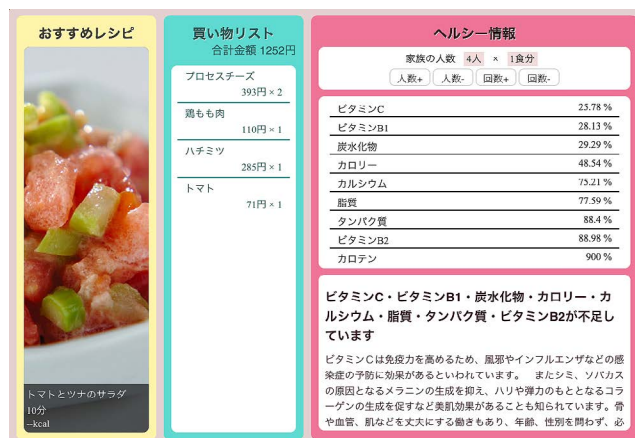 おすすめレシピ
トマトとツナのサラダ
10分
--kcal
買い物リスト
合計金額 1252円
プロセスチーズ
393円 × 2
鶏もも肉
110円 × 1
ハチミツ
285円 × 1
トマト
71円 × 1
ヘルシー情報
家族の人数 4人 × 1食分
人数+ 人数- 回数+ 回数-
ビタミンC 25.78 %
ビタミンB1 28.13 %
炭水化物 29.29 %
カロリー 48.54 %
カルシウム 75.21 %
脂質 77.59 %
タンパク質 88.4 %
ビタミンB2 88.98 %
カロテン 900 %
ビタミンC・ビタミンB1・炭水化物・カロリー・カ
ルシウム・脂質・タンパク質・ビタミンB2が不足し
ています
ビタミンCは免疫力を高めるため、風邪やインフルエンザなどの感
染症の予防に効果があるといわれています。 またシミ、ソバカス
の原因となるメラニンの生成を抑え、ハリや弾力のもととなるコラ
ーゲンの生成を促すなど美肌効果があることも知られています。骨
や血管、肌などを丈夫にする働きもあり、年齢、性別を問わず、必